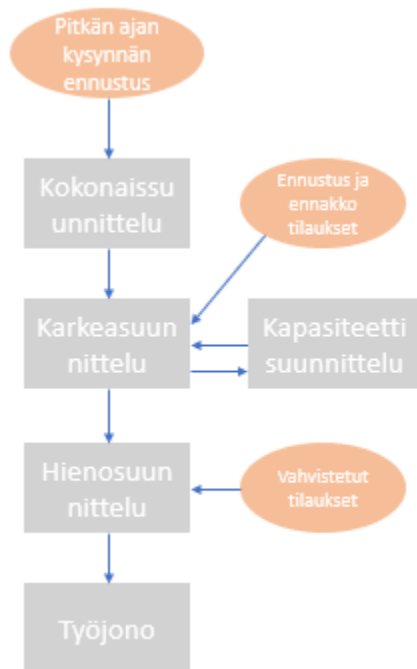 Pitkän ajan
kysynnän
ennustus
Kokonaissu
unnittelu
Ennustus ja
ennakko
tilaukset
Karkeasuun
nittelu
Kapasiteetti
suunnittelu
Hienosuun
nittelu
Vahvistetut
tilaukset
Työjono